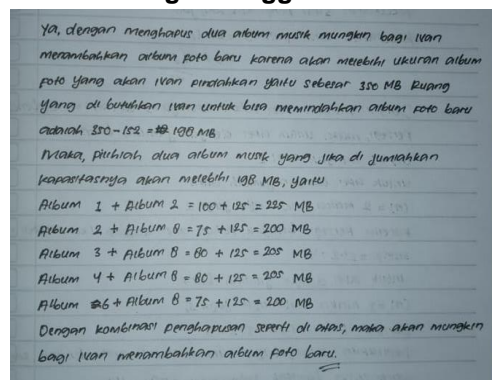 Ya, dengan menghapus dua album musik mungkin bagi Ivan
menambahkan album foto baru karena akan melebihi ukuran album
foto yang akan Ivan pindahkan yaitu sebesar 350 MB Ruang
yang di butuhkan Ivan untuk bisa memindahkan album foto baru
adalah 350-152 = 198 MB
Maka, pilihlah dua album musik yang jika di jumlahkan
kapasitasnya akan melebihi 198 MB, yaitu
Album 1 + Album 2 = 100 + 125 = 225 MB
Album 2 + Album 8 = 75 + 125 = 200 MB
Album 3 + Album 8 = 80 + 125 = 205 MB
Album 4 + Album 8 = 80 + 125 = 205 MB
Album 6 + Album 8 = 75 + 125 = 200 MB
Dengan kombinasi penghapusan seperti di atas, maka akan mungkin
bagi Ivan menambahkan album foto baru.